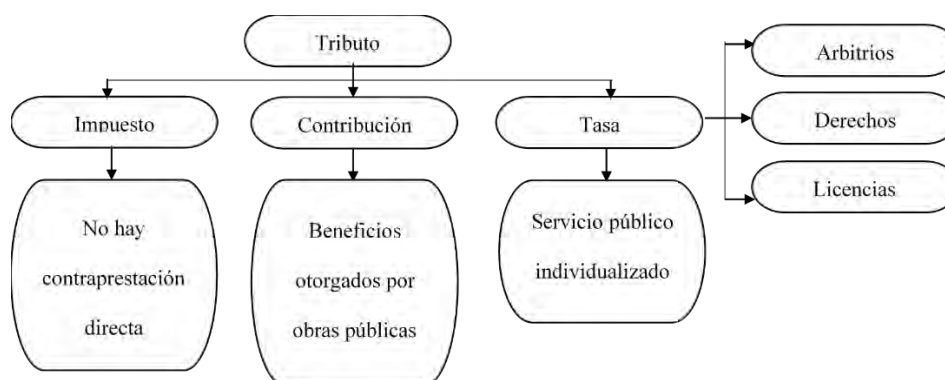 Tributo
Impuesto
Contribución
Tasa
Arbitrios
Derechos
Licencias
No hay
contraprestación
directa
Beneficios
otorgados por
obras públicas
Servicio público
individualizado